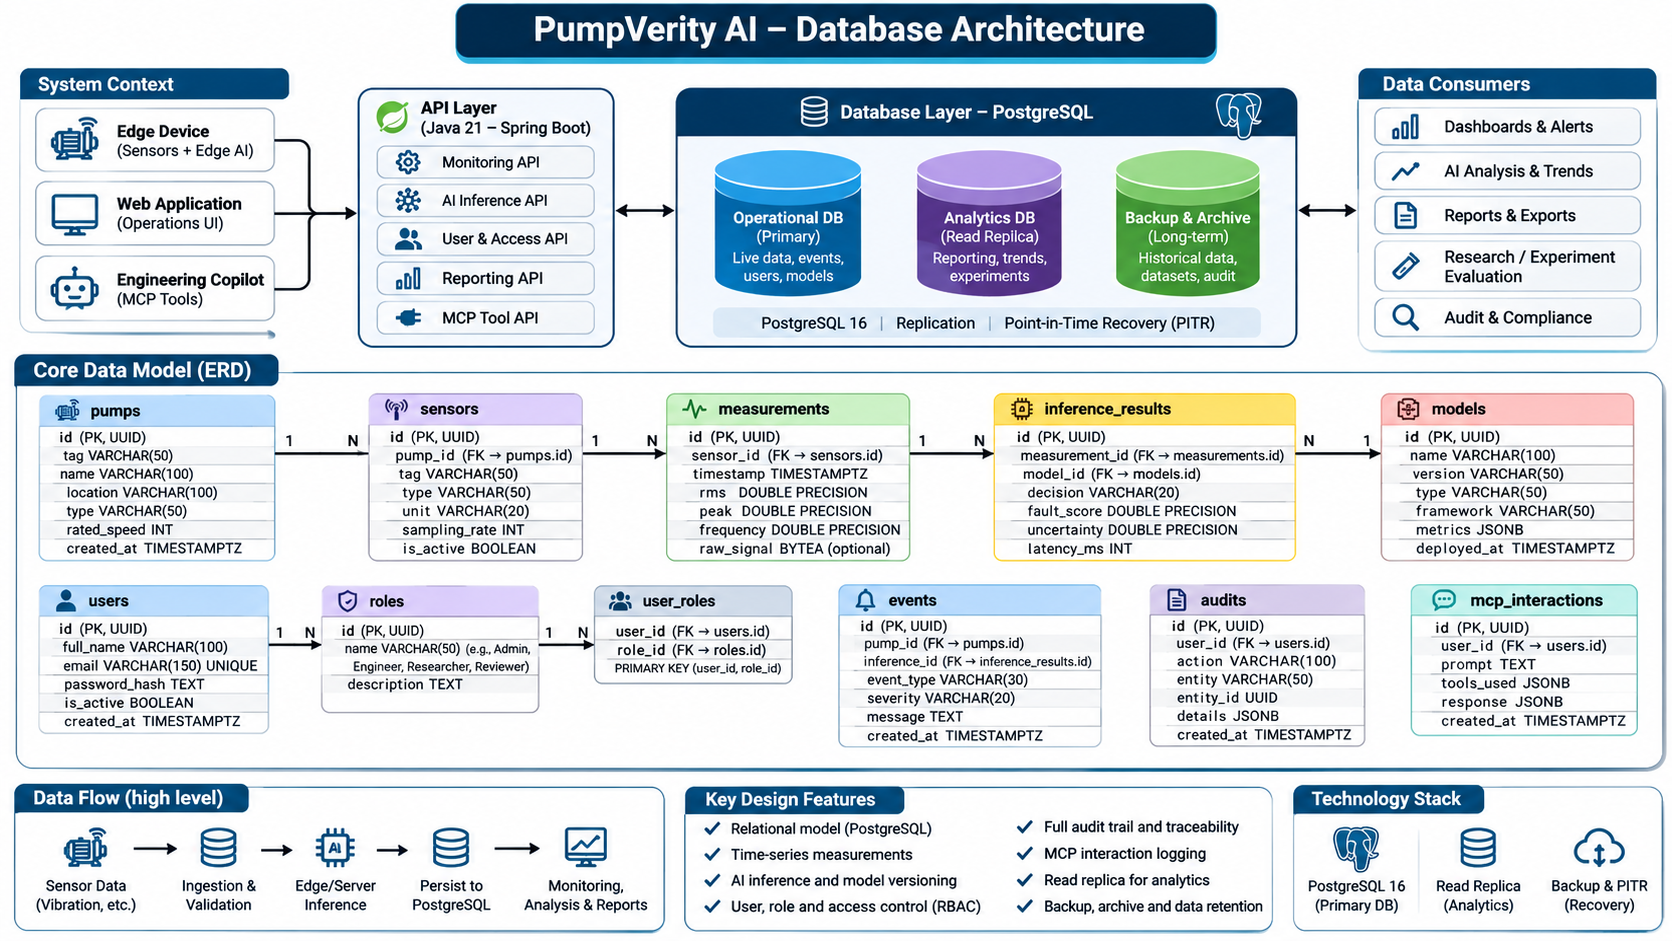 PumpVerity AI – Database Architecture
System Context
Edge Device
(Sensors + Edge AI)
Web Application
(Operations UI)
Engineering Copilot
(MCP Tools)
API Layer
(Java 21 – Spring Boot)
Monitoring API
AI Inference API
User & Access API
Reporting API
MCP Tool API
Database Layer – PostgreSQL
Operational DB
(Primary)
Live data, events,
users, models
Analytics DB
(Read Replica)
Reporting, trends,
experiments
Backup & Archive
(Long-term)
Historical data,
datasets, audit
PostgreSQL 16 | Replication | Point-in-Time Recovery (PITR)
Data Consumers
Dashboards & Alerts
AI Analysis & Trends
Reports & Exports
Research / Experiment
Evaluation
Audit & Compliance
Core Data Model (ERD)
pumps
id (PK, UUID)
tag VARCHAR(50)
name VARCHAR(100)
location VARCHAR(100)
type VARCHAR(50)
rated_speed INT
created_at TIMESTAMPTZ
1 N
sensors
id (PK, UUID)
pump_id (FK → pumps.id)
tag VARCHAR(50)
type VARCHAR(50)
unit VARCHAR(20)
sampling_rate INT
is_active BOOLEAN
1 N
measurements
id (PK, UUID)
sensor_id (FK → sensors.id)
timestamp TIMESTAMPTZ
rms DOUBLE PRECISION
peak DOUBLE PRECISION
frequency DOUBLE PRECISION
raw_signal BYTEA (optional)
1 N
inference_results
id (PK, UUID)
measurement_id (FK → measurements.id)
model_id (FK → models.id)
decision VARCHAR(20)
fault_score DOUBLE PRECISION
uncertainty DOUBLE PRECISION
latency_ms INT
N 1
models
id (PK, UUID)
name VARCHAR(100)
version VARCHAR(50)
type VARCHAR(50)
framework VARCHAR(50)
metrics JSONB
deployed_at TIMESTAMPTZ
users
id (PK, UUID)
full_name VARCHAR(100)
email VARCHAR(150) UNIQUE
password_hash TEXT
is_active BOOLEAN
created_at TIMESTAMPTZ
1 N
roles
id (PK, UUID)
name VARCHAR(50) (e.g., Admin,
Engineer, Researcher, Reviewer)
description TEXT
1 N
user_roles
user_id (FK → users.id)
role_id (FK → roles.id)
PRIMARY KEY (user_id, role_id)
events
id (PK, UUID)
pump_id (FK → pumps.id)
inference_id (FK → inference_results.id)
event_type VARCHAR(30)
severity VARCHAR(20)
message TEXT
created_at TIMESTAMPTZ
audits
id (PK, UUID)
user_id (FK → users.id)
action VARCHAR(100)
entity VARCHAR(50)
entity_id UUID
details JSONB
created_at TIMESTAMPTZ
mcp_interactions
id (PK, UUID)
user_id (FK → users.id)
prompt TEXT
tools_used JSONB
response JSONB
created_at TIMESTAMPTZ
Data Flow (high level)
Sensor Data
(Vibration, etc.)
Ingestion &
Validation
AI
Edge/Server
Inference
Persist to
PostgreSQL
Monitoring,
Analysis & Reports
Key Design Features
Relational model (PostgreSQL)
Time-series measurements
AI inference and model versioning
User, role and access control (RBAC)
Full audit trail and traceability
MCP interaction logging
Read replica for analytics
Backup, archive and data retention
Technology Stack
PostgreSQL 16
(Primary DB)
Read Replica
(Analytics)
Backup & PITR
(Recovery)